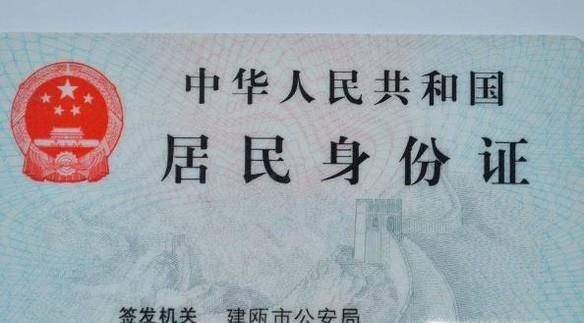 中华人民共和国
居民身份证
签发机关 建瓯市公安局